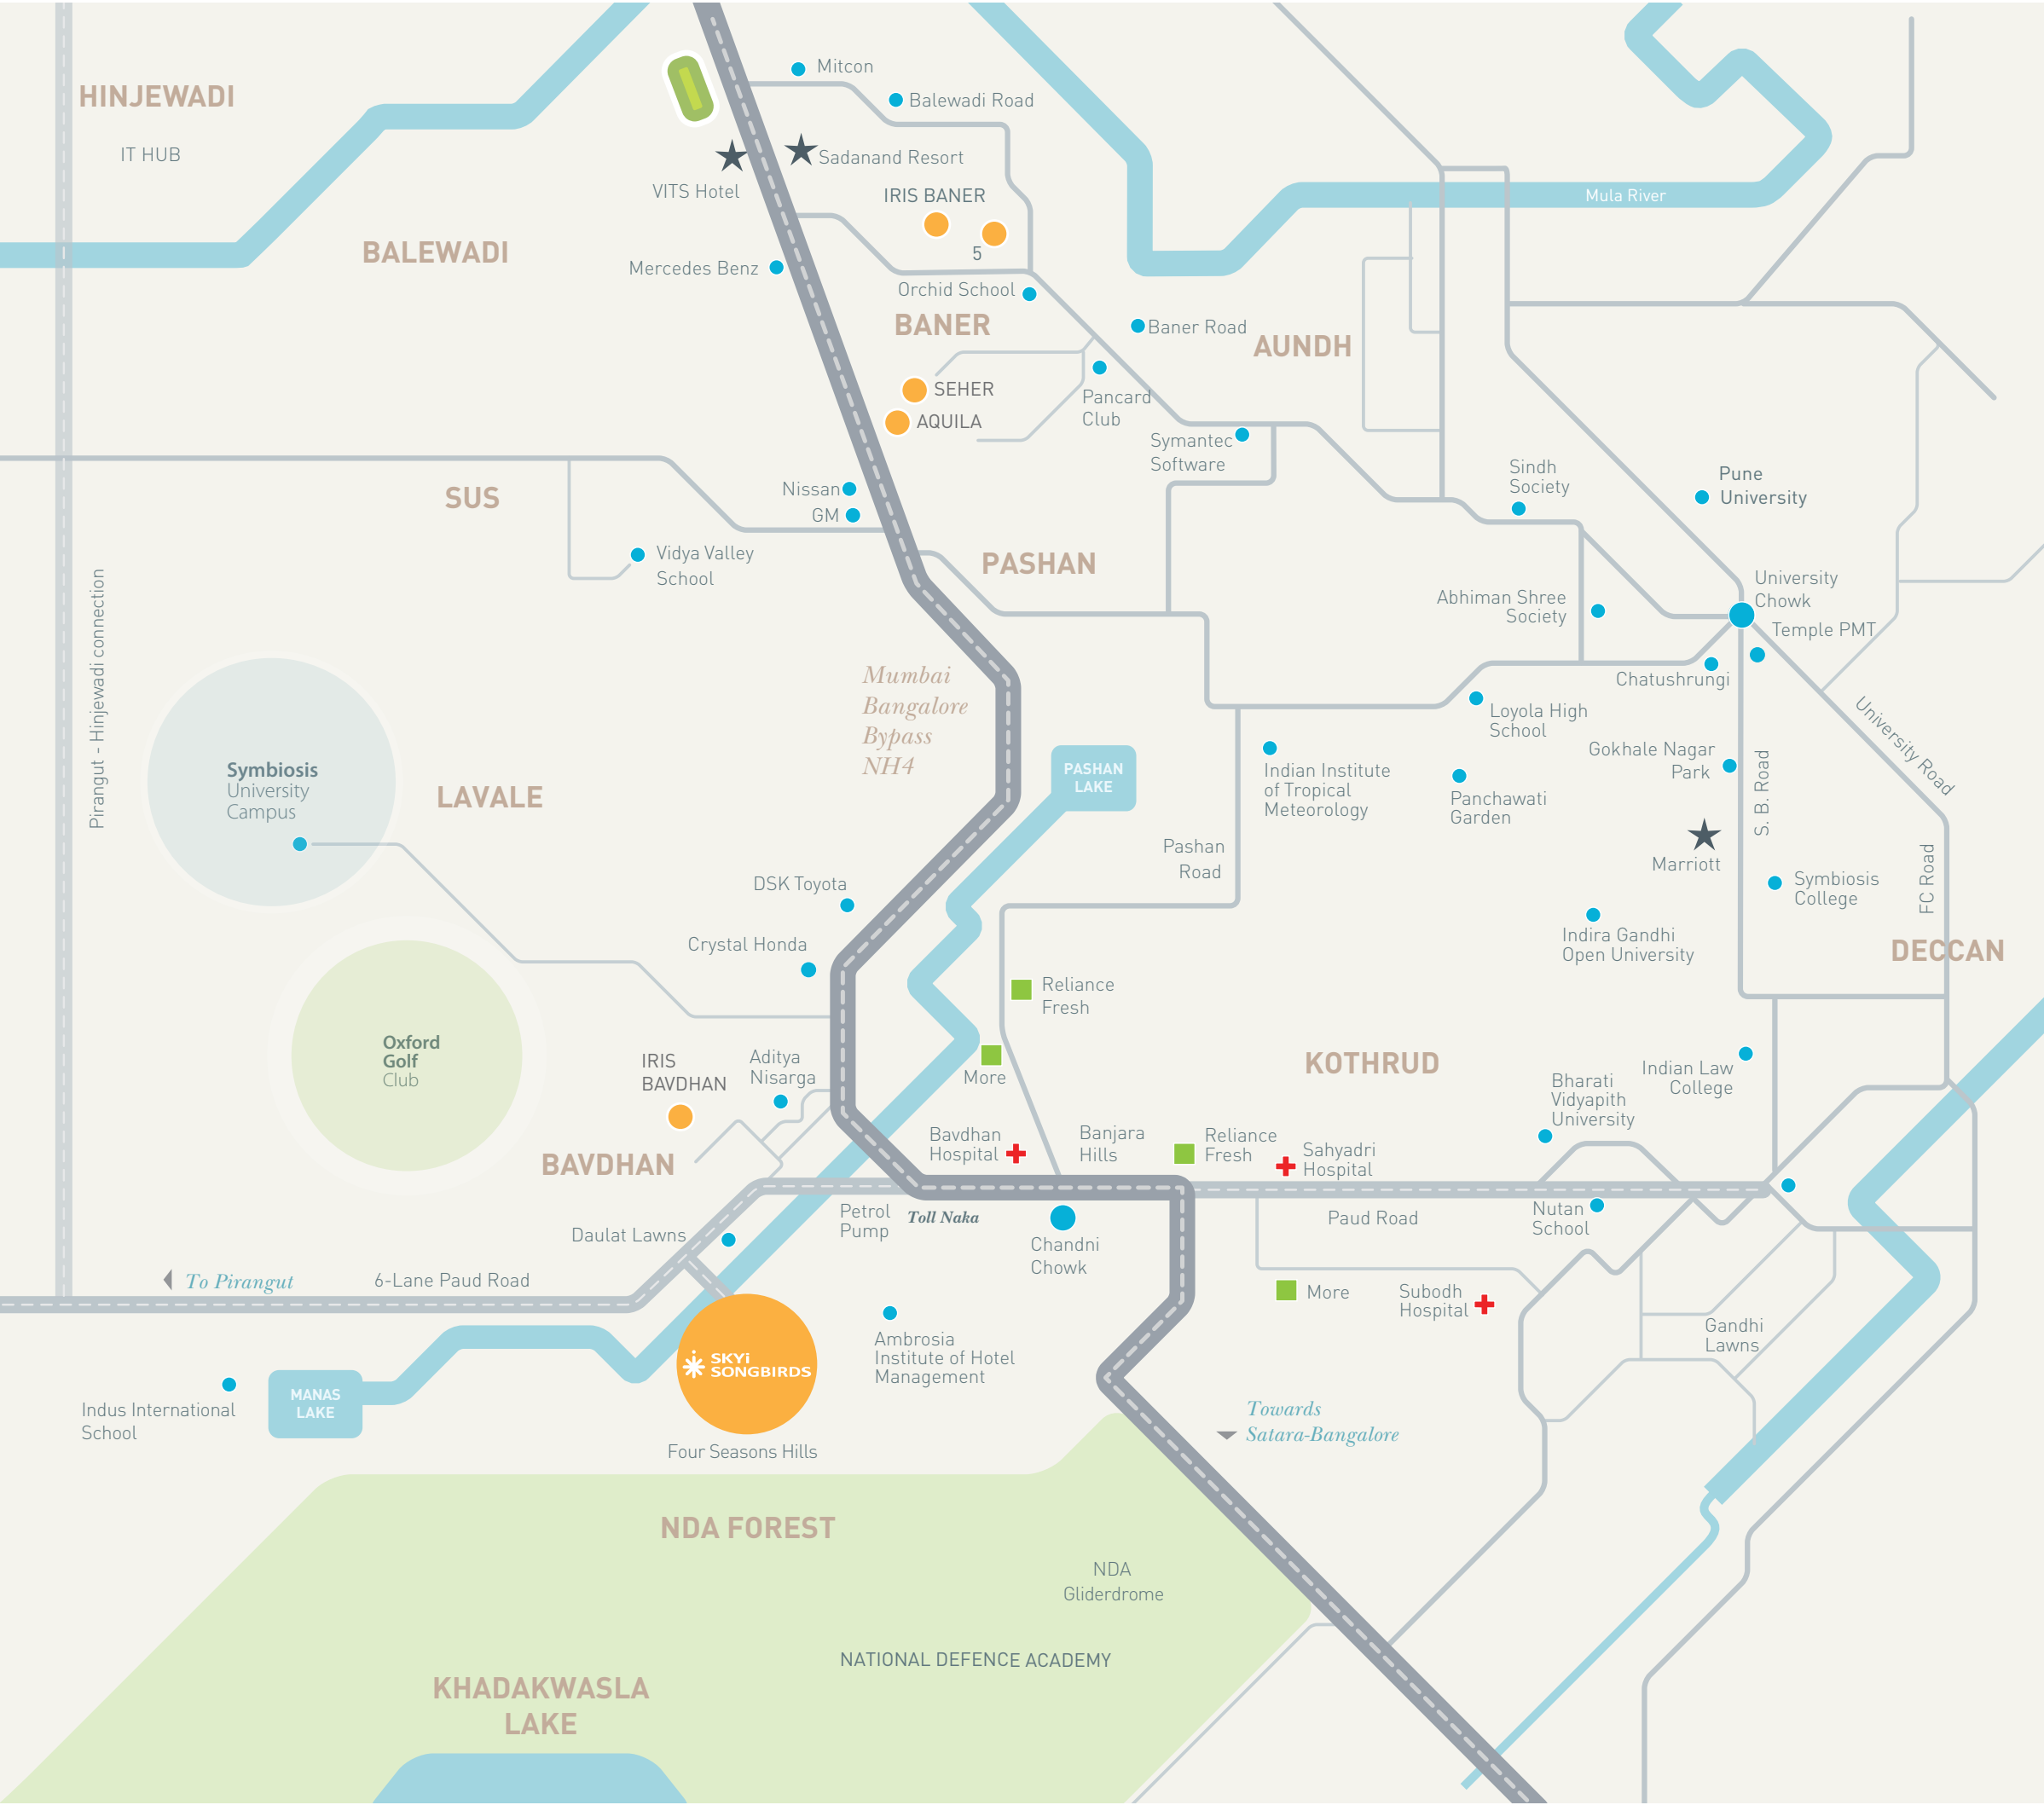 HINJEWADI
IT HUB
Mitcon
Balewadi Road
Sadanand Resort
VITS Hotel
IRIS BANER
5
Mula River
BALEWADI
Mercedes Benz
Orchid School
BANER
Baner Road
AUNDH
SEHER
AQUILA
Pancard
Club
Symantec
Software
SUS
Nissan
GM
Vidya Valley
School
PASHAN
Sindh
Society
Pune
University
University
Chowk
Temple PMT
Abhiman Shree
Society
Chatushrungi
Pirangut - Hinjewadi connection
Mumbai
Bangalore
Bypass
NH4
PASHAN
LAKE
Loyola High
School
Gokhale Nagar
Park
S. B. Road
University Road
FC Road
Symbiosis
University
Campus
LAVALE
Indian Institute
of Tropical
Meteorology
Panchawati
Garden
Marriott
Pashan
Road
Symbiosis
College
DSK Toyota
Crystal Honda
Indira Gandhi
Open University
DECCAN
Reliance
Fresh
Oxford
Golf
Club
IRIS
BAVDHAN
Aditya
Nisarga
More
KOTHRUD
Indian Law
College
Bharati
Vidyapith
University
BAVDHAN
Bavdhan
Hospital
Banjara
Hills
Reliance
Fresh
Sahyadri
Hospital
Petrol
Pump
Toll Naka
Chandni
Chowk
Paud Road
Nutan
School
Daulat Lawns
To Pirangut
6-Lane Paud Road
More
Subodh
Hospital
Gandhi
Lawns
SKYi
SONGBIRDS
Ambrosia
Institute of Hotel
Management
Indus International
School
MANAS
LAKE
Four Seasons Hills
Towards
Satara-Bangalore
NDA FOREST
NDA
Gliderdrome
NATIONAL DEFENCE ACADEMY
KHADAKWASLA
LAKE